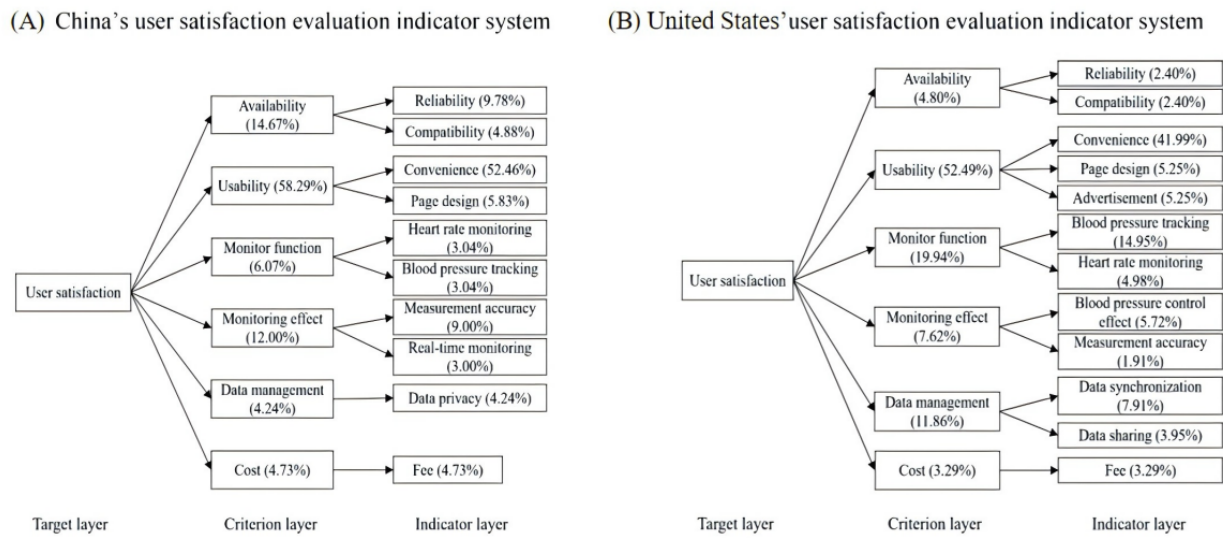 (A) China's user satisfaction evaluation indicator system
User satisfaction
Availability
(14.67%)
Reliability (9.78%)
Compatibility (4.88%)
Usability (58.29%)
Convenience (52.46%)
Page design (5.83%)
Monitor function
(6.07%)
Heart rate monitoring
(3.04%)
Blood pressure tracking
(3.04%)
Monitoring effect
(12.00%)
Measurement accuracy
(9.00%)
Real-time monitoring
(3.00%)
Data management
(4.24%)
Data privacy (4.24%)
Cost (4.73%)
Fee (4.73%)
Target layer
Criterion layer
Indicator layer
(B) United States'user satisfaction evaluation indicator system
User satisfaction
Availability
(4.80%)
Reliability (2.40%)
Compatibility (2.40%)
Usability (52.49%)
Convenience (41.99%)
Page design (5.25%)
Advertisement (5.25%)
Monitor function
(19.94%)
Blood pressure tracking
(14.95%)
Heart rate monitoring
(4.98%)
Monitoring effect
(7.62%)
Blood pressure control
effect (5.72%)
Measurement accuracy
(1.91%)
Data management
(11.86%)
Data synchronization
(7.91%)
Data sharing (3.95%)
Cost (3.29%)
Fee (3.29%)
Target layer
Criterion layer
Indicator layer